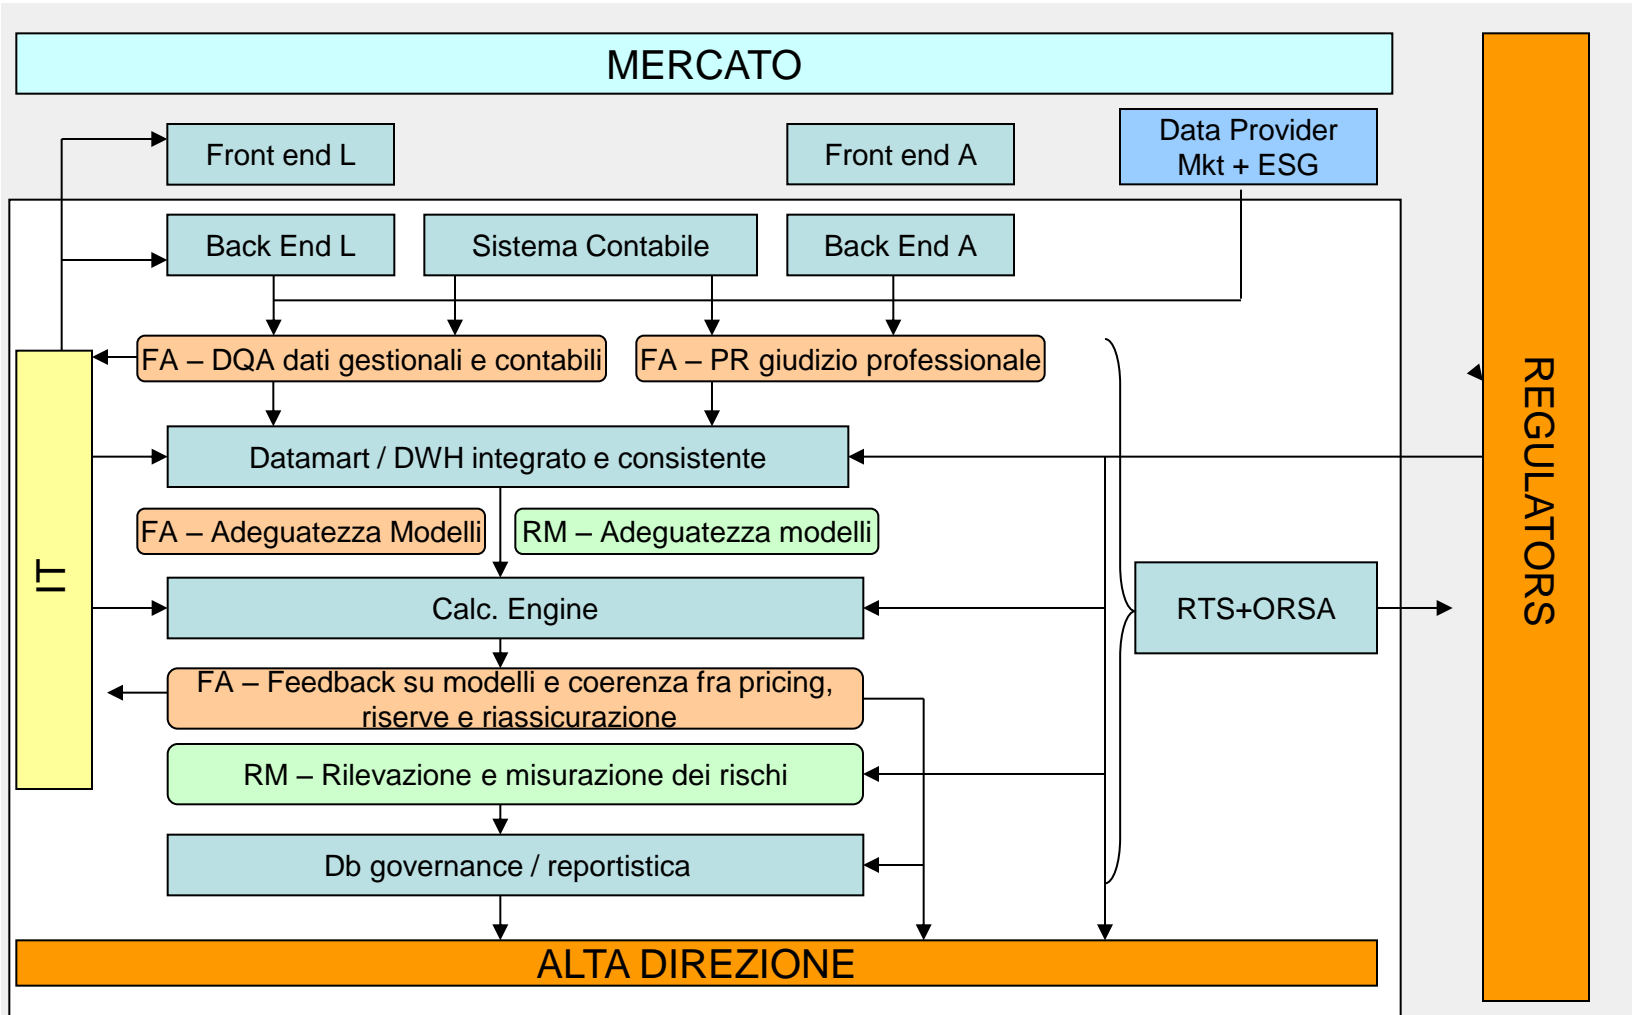 MERCATO
Front end L
Front end A
Data Provider
Mkt + ESG
Back End L
Sistema Contabile
Back End A
FA – DQA dati gestionali e contabili
FA – PR giudizio professionale
Datamart / DWH integrato e consistente
FA – Adeguatezza Modelli
RM – Adeguatezza modelli
IT
Calc. Engine
RTS+ORSA
REGULATORS
FA – Feedback su modelli e coerenza fra pricing,
riserve e riassicurazione
RM – Rilevazione e misurazione dei rischi
Db governance / reportistica
ALTA DIREZIONE